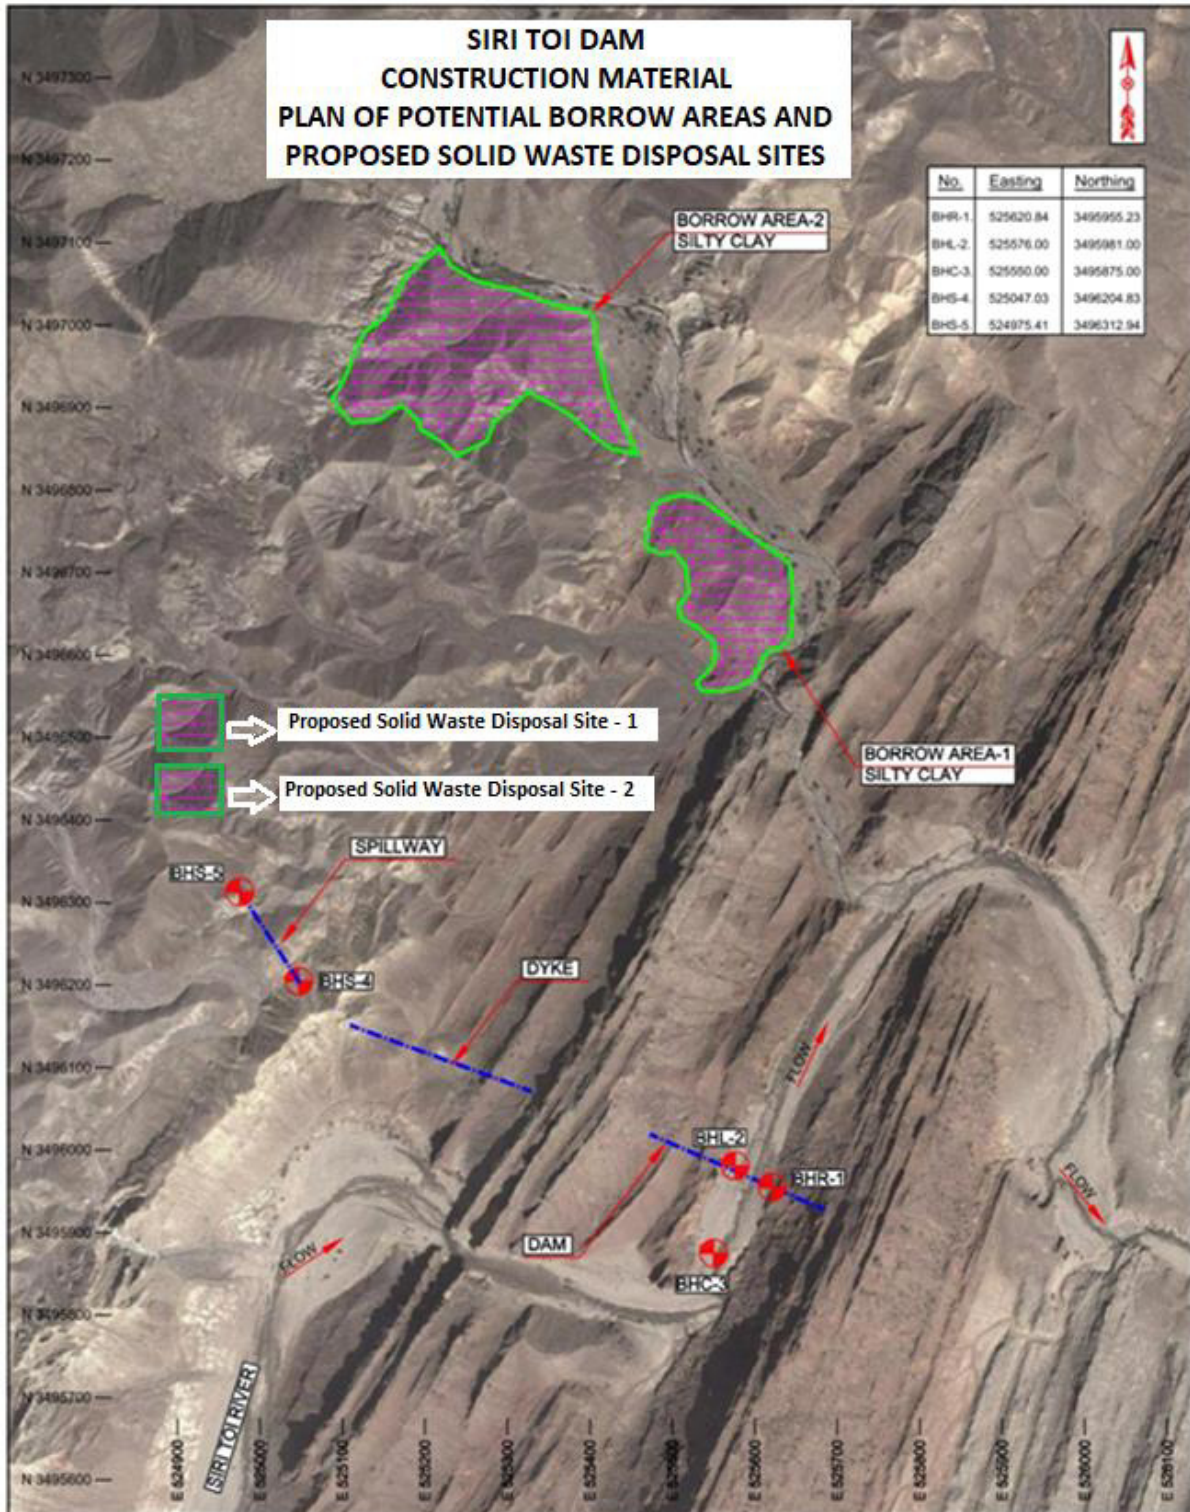 SIRI TOI DAM
CONSTRUCTION MATERIAL
PLAN OF POTENTIAL BORROW AREAS AND
PROPOSED SOLID WASTE DISPOSAL SITES
No. Easting Northing
BHR-1. 525620.84 3495955.23
BHL-2. 525576.00 3495981.00
BHC-3. 525550.00 3495875.00
BHS-4. 525047.03 3496204.83
BHS-5. 524975.41 3496312.94
N 3497300
N 3497200
N 3497100
N 3497000
N 3496900
N 3496800
N 3496700
N 3496600
N 3496500
N 3496400
N 3496300
N 3496200
N 3496100
N 3496000
N 3495900
N 3495800
N 3495700
N 3495600
BORROW AREA-2
SILTY CLAY
BORROW AREA-1
SILTY CLAY
Proposed Solid Waste Disposal Site - 1
Proposed Solid Waste Disposal Site - 2
SPILLWAY
BHS-5
BHS-4
DYKE
FLOW
BHL-2
BHR-1
DAM
BHC-3
FLOW
FLOW
SIRI TOI RIVER
E 524900
E 525000
E 525100
E 525200
E 525300
E 525400
E 525500
E 525600
E 525700
E 525800
E 525900
E 526000
E 526100